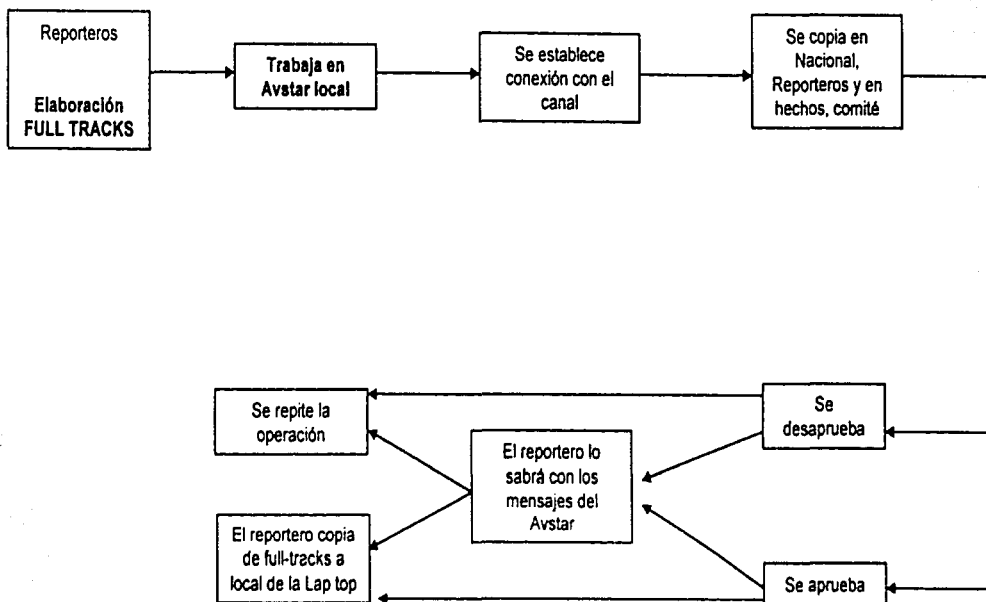 Reporteros
Elaboración
FULL TRACKS
Trabaja en
Avstar local
Se establece
conexión con el
canal
Se copia en
Nacional,
Reporteros y en
hechos, comité
Se repite la
operación
El reportero lo
sabrá con los
mensajes del
Avstar
Se
desaprueba
El reportero copia
de full-tracks a
local de la Lap top
Se aprueba